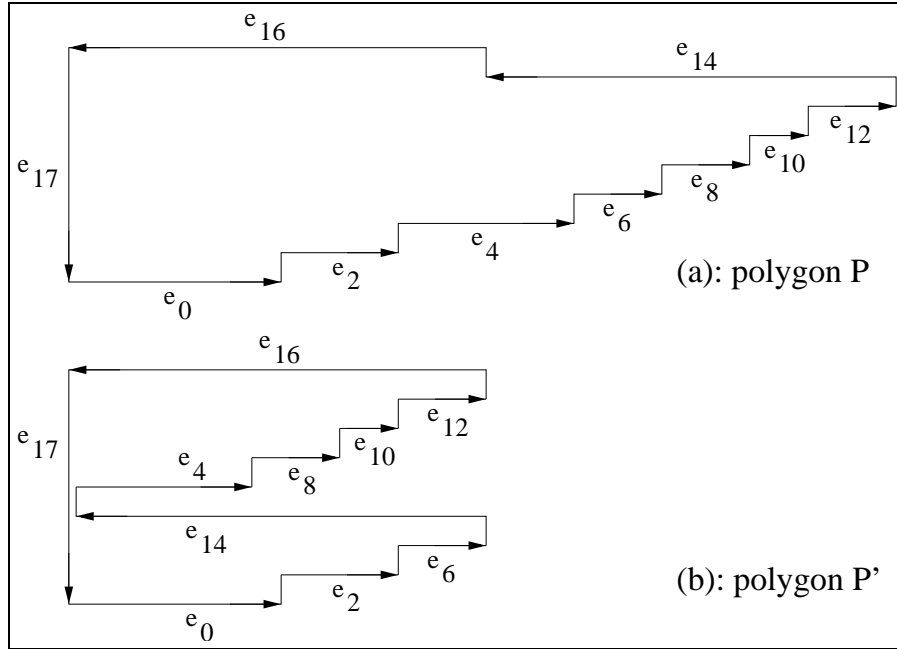 e16
e14
e12
e17
e10
e8
e6
e4
e2
(a): polygon P
e0
e16
e12
e17
e10
e4
e8
e14
e6
(b): polygon P’
e2
e0